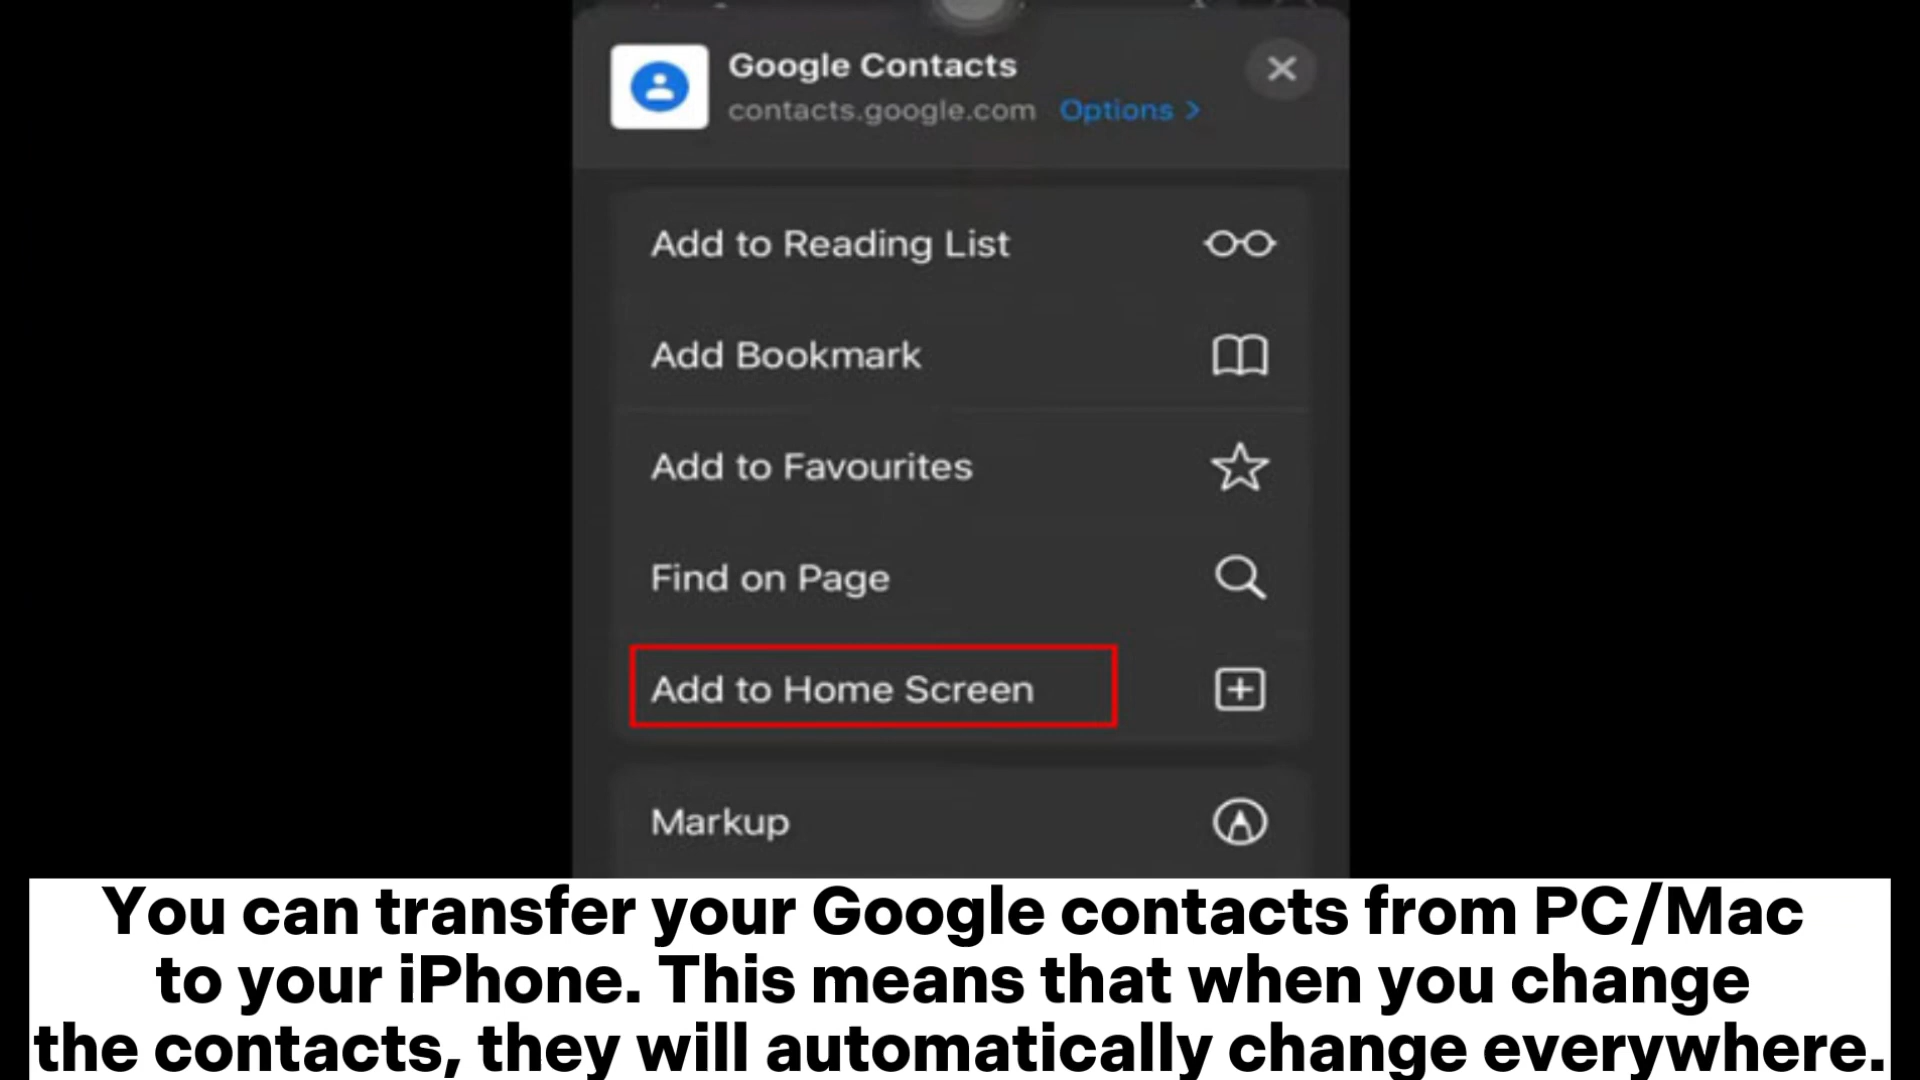 Google Contacts
contacts.google.com Options >
Add to Reading List
Add Bookmark
Add to Favourites
Find on Page
Add to Home Screen
Markup
You can transfer your Google contacts from PC/Mac
to your iPhone. This means that when you change
the contacts, they will automatically change everywhere.